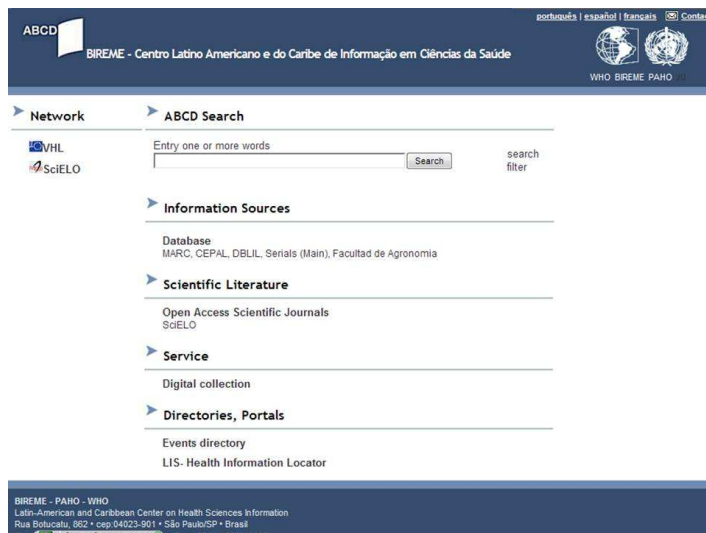 português | español | français Conta
ABCD
BIREME - Centro Latino Americano e do Caribe de Informação em Ciências da Saúde
WHO BIREME PAHO
Network
VHL
SciELO
ABCD Search
Entry one or more words
Search
search
filter
Information Sources
Database
MARC, CEPAL, DBLIL, Serials (Main), Facultad de Agronomia
Scientific Literature
Open Access Scientific Journals
SciELO
Service
Digital collection
Directories, Portals
Events directory
LIS- Health Information Locator
BIREME - PAHO - WHO
Latin-American and Caribbean Center on Health Sciences Information
Rua Botucatu, 862 • cep:04023-901 • São Paulo/SP • Brasil